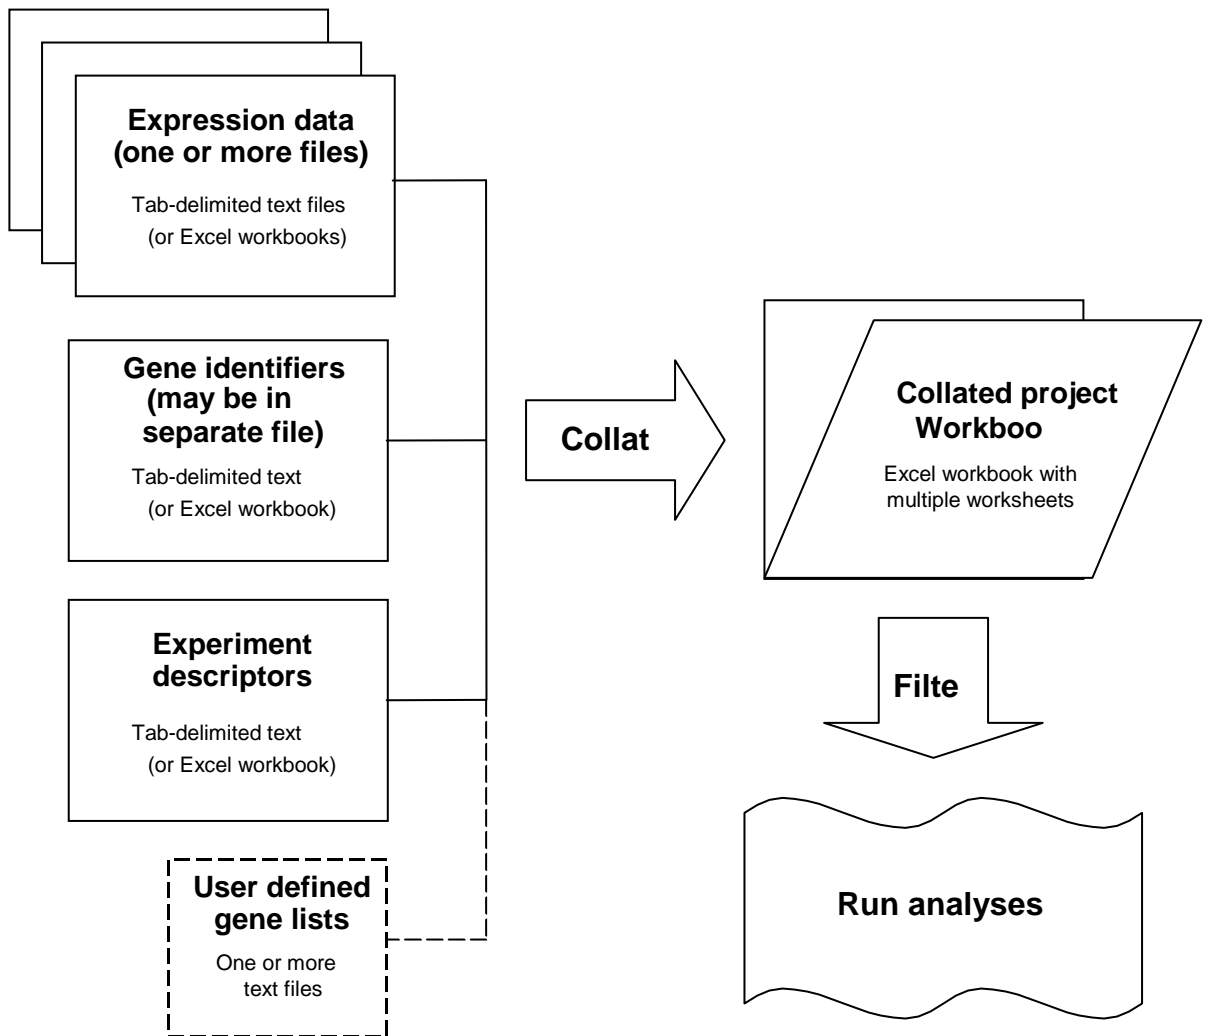 Expression data
(one or more files)
Tab-delimited text files
(or Excel workbooks)
Gene identifiers
(may be in
separate file)
Tab-delimited text
(or Excel workbook)
Experiment
descriptors
Tab-delimited text
(or Excel workbook)
User defined
gene lists
One or more
text files
Collat
Collated project
Workboo
Excel workbook with
multiple worksheets
Filte
Run analyses